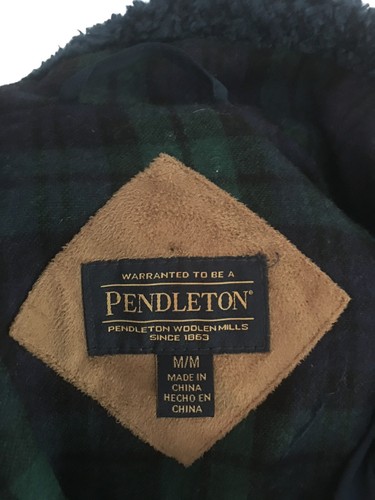 WARRANTED TO BE A
PENDLETON®
PENDLETON WOOLEN MILLS
SINCE 1863
M/M
MADE IN
CHINA
HECHO EN
CHINA